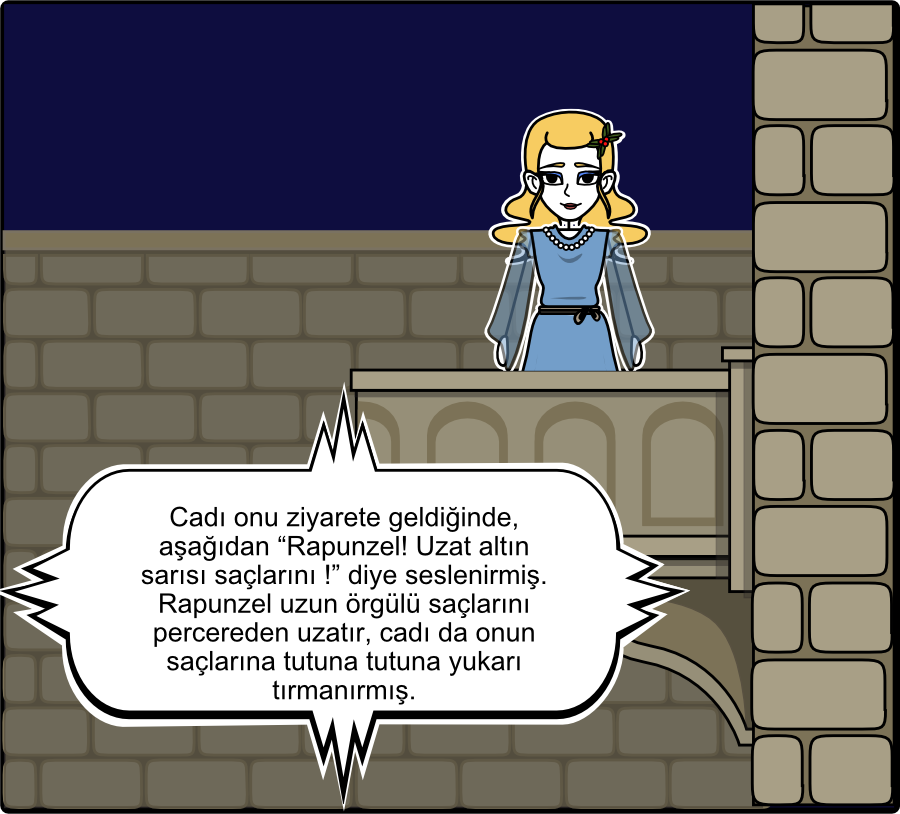 Cadı onu ziyarete geldiğinde,
aşağıdan “Rapunzel! Uzat altın
sarısı saçlarını !” diye seslenirmiş.
Rapunzel uzun örgülü saçlarını
percereden uzatır, cadı da onun
saçlarına tutuna tutuna yukarı
tırmanırmış.